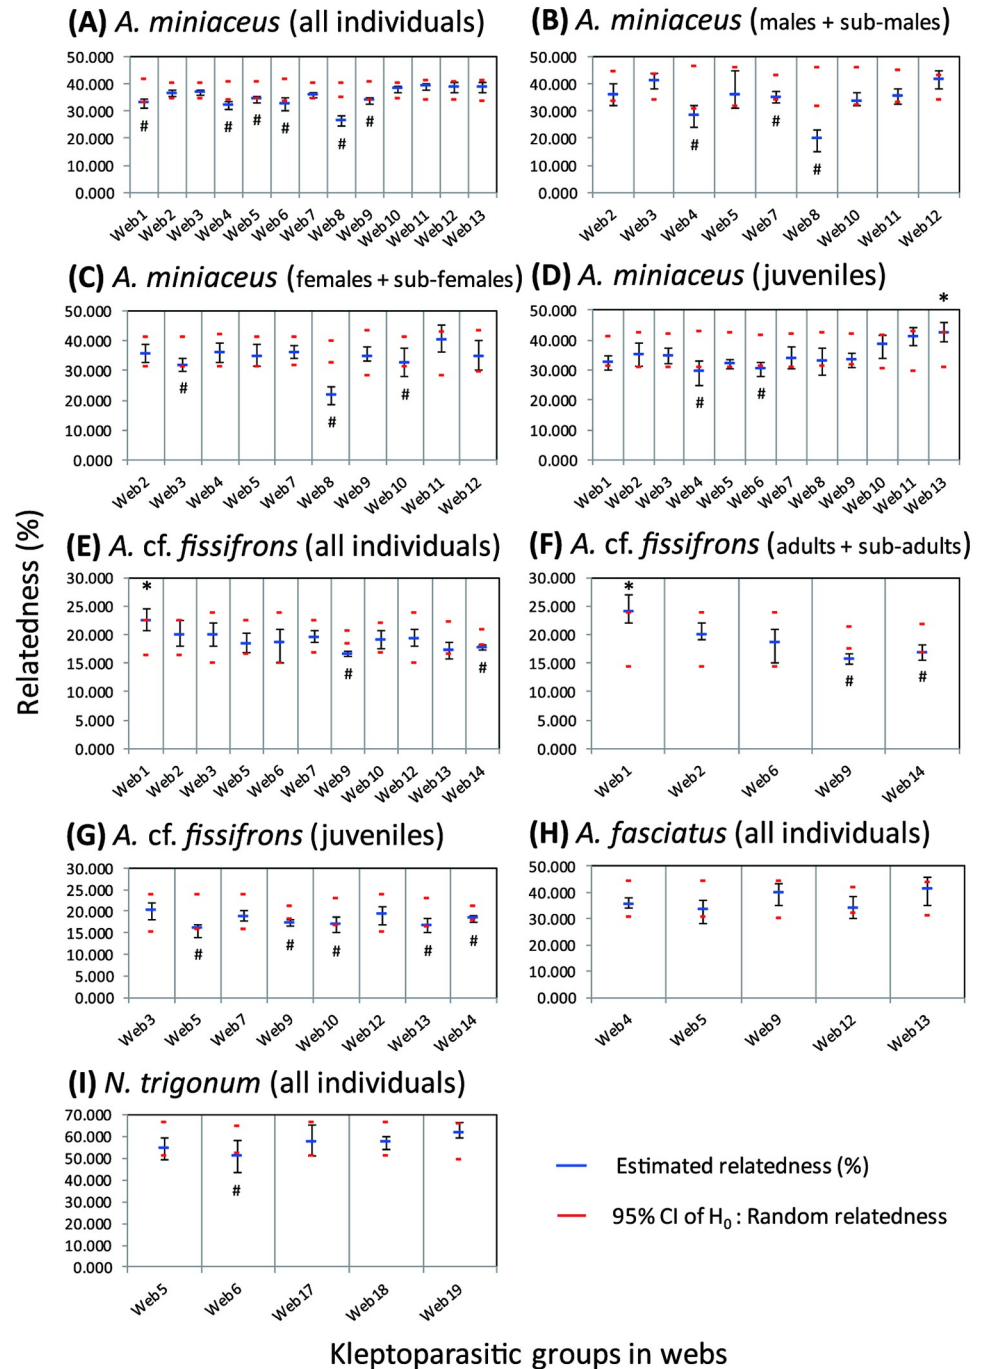 (A) A. miniaceus (all individuals)
50.000
40.000
30.000
20.000
10.000
0.000
# # # # # #
Web1 Web2 Web3 Web4 Web5 Web6 Web7 Web8 Web9 Web10 Web11 Web12 Web13
(B) A. miniaceus (males + sub-males)
50.000
40.000
30.000
20.000
10.000
0.000
# # #
Web2 Web3 Web4 Web5 Web7 Web8 Web10 Web11 Web12
(C) A. miniaceus (females + sub-females)
50.000
40.000
30.000
20.000
10.000
0.000
# # #
Web2 Web3 Web4 Web5 Web7 Web8 Web9 Web10 Web11 Web12
(D) A. miniaceus (juveniles)
*
50.000
40.000
30.000
20.000
10.000
0.000
# #
Web1 Web2 Web3 Web4 Web5 Web6 Web7 Web8 Web9 Web10 Web11 Web13
Relatedness (%)
(E) A. cf. fissifrons (all individuals)
30.000
25.000
20.000
15.000
10.000
5.000
0.000
* # #
Web1 Web2 Web3 Web5 Web6 Web7 Web9 Web10 Web12 Web13 Web14
(F) A. cf. fissifrons (adults + sub-adults)
30.000
25.000
20.000
15.000
10.000
5.000
0.000
* # #
Web1 Web2 Web6 Web9 Web14
(G) A. cf. fissifrons (juveniles)
30.000
25.000
20.000
15.000
10.000
5.000
0.000
# # # # #
Web3 Web5 Web7 Web9 Web10 Web12 Web13 Web14
(H) A. fasciatus (all individuals)
50.000
40.000
30.000
20.000
10.000
0.000
Web4 Web5 Web9 Web12 Web13
(I) N. trigonum (all individuals)
70.000
60.000
50.000
40.000
30.000
20.000
10.000
0.000
#
Web5 Web6 Web17 Web18 Web19
Estimated relatedness (%)
95% CI of H0 : Random relatedness
Kleptoparasitic groups in webs